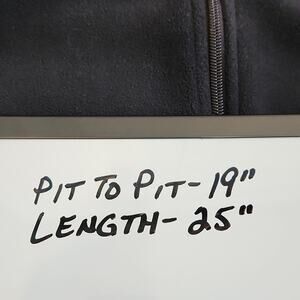 PIT TO PIT- 19"
LENGTH- 25"